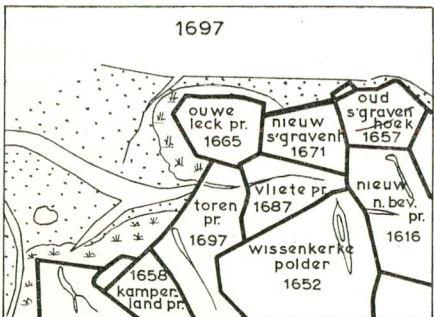 1697
ouwe
leck pr.
1665
nieuw
s'gravenh
1671
oud
s'graven
hoek
1657
toren
pr.
1697
vliete pr.
1687
nieuw
n. bev.
pr.
1616
wissenkerke
polder
1652
1658
kamper-
land pr.